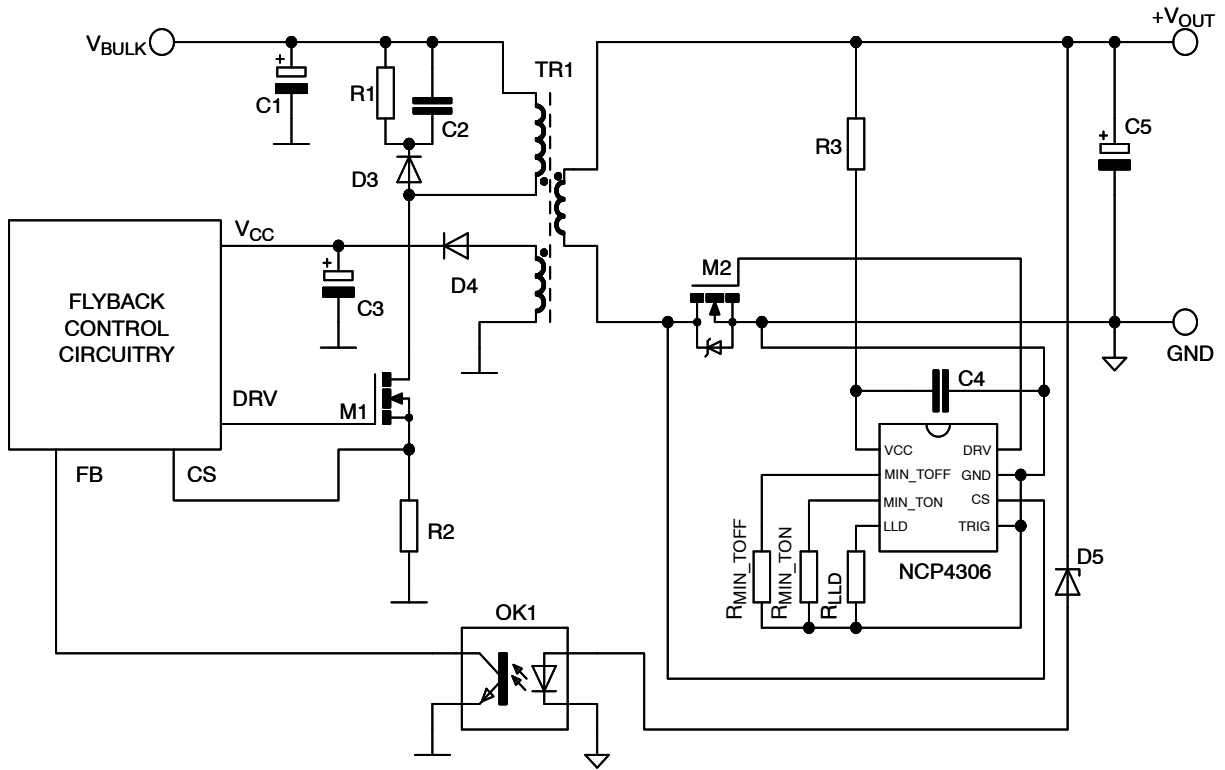 +VOUT
VBULK
TR1
R1
C1
C2
R3
C5
D3
VCC
M2
D4
GND
FLYBACK
CONTROL
CIRCUITRY
C3
C4
DRV
M1
VCC
DRV
MIN_TOFF
GND
MIN_TON
CS
LLD
TRIG
FB
CS
R2
NCP4306
D5
RMIN_TOFF
RMIN_TON
RLLD
OK1
+
+
+